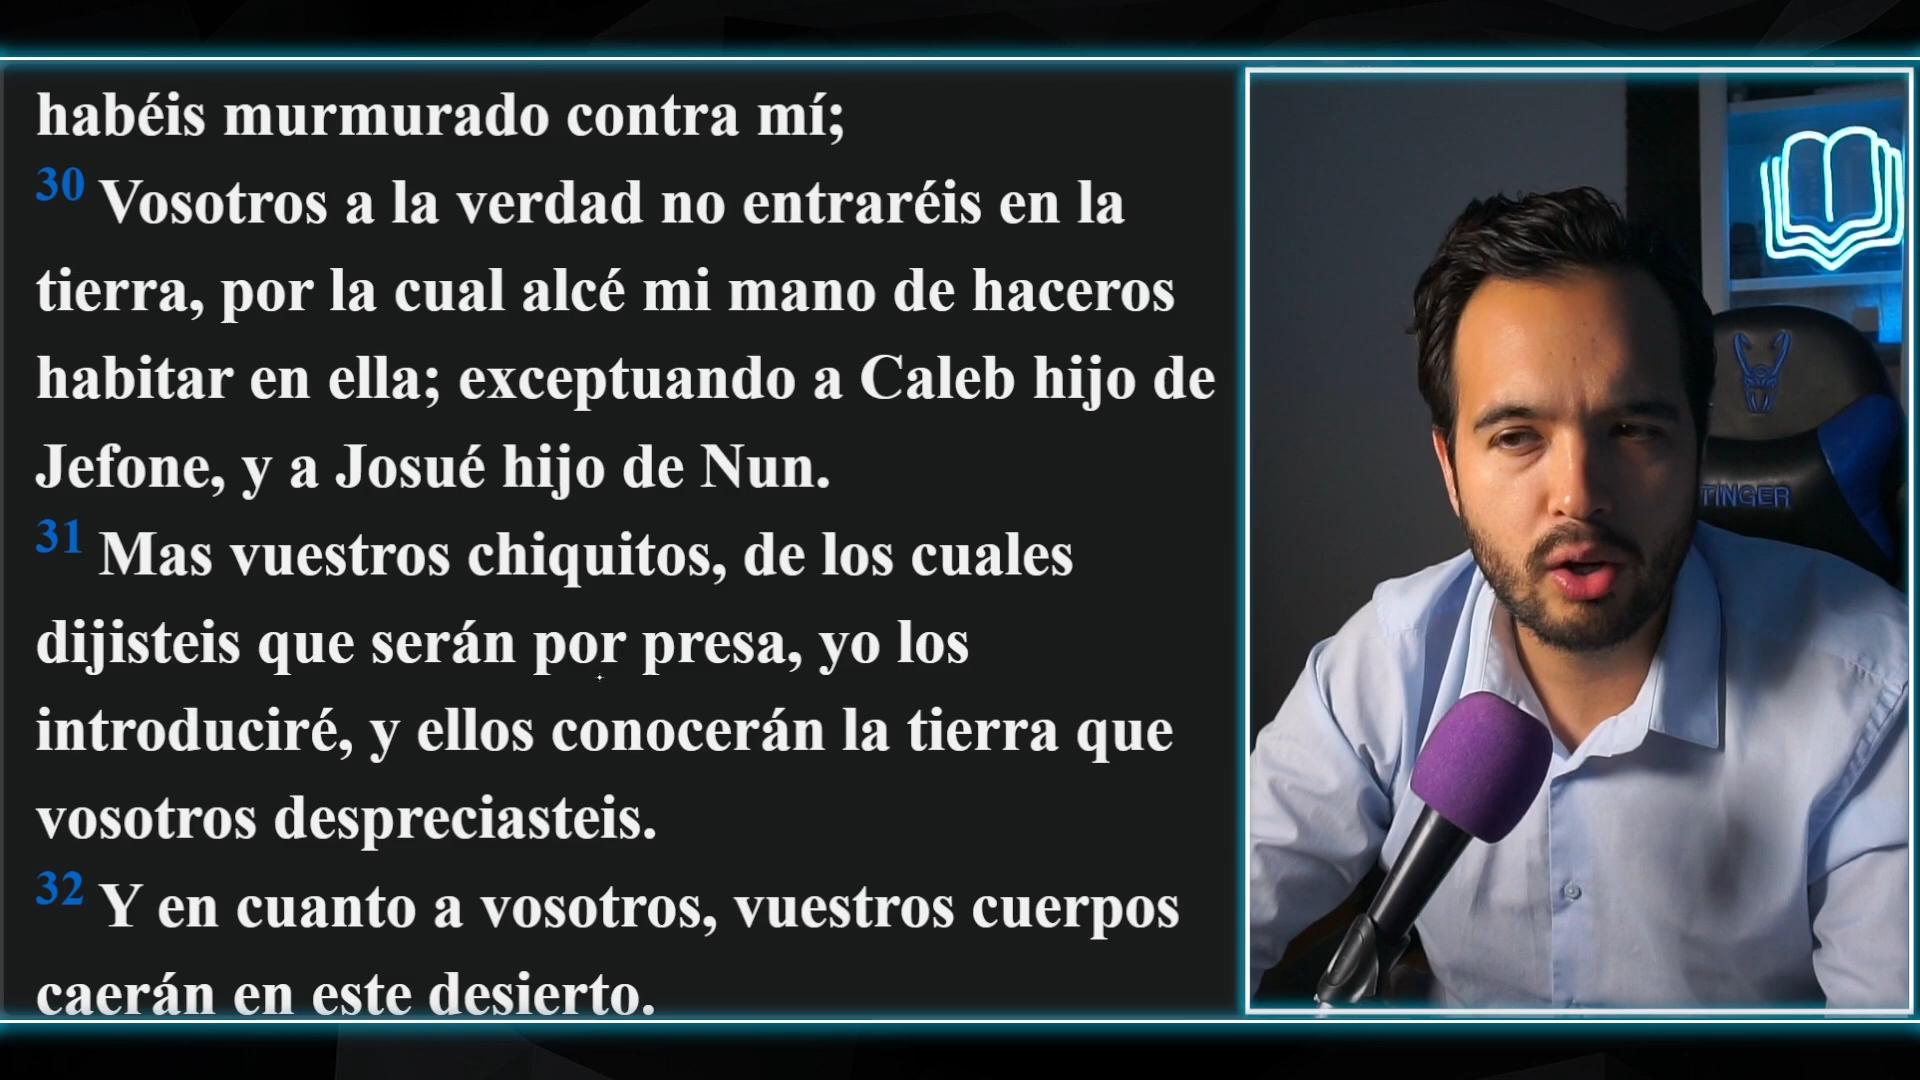 habéis murmurado contra mí;
30 Vosotros a la verdad no entraréis en la
tierra, por la cual alcé mi mano de haceros
habitar en ella; exceptuando a Caleb hijo de
Jefone, y a Josué hijo de Nun.
31 Mas vuestros chiquitos, de los cuales
dijisteis que serán por presa, yo los
introduciré, y ellos conocerán la tierra que
vosotros despreciasteis.
32 Y en cuanto a vosotros, vuestros cuerpos
caerán en este desierto.
TINGER